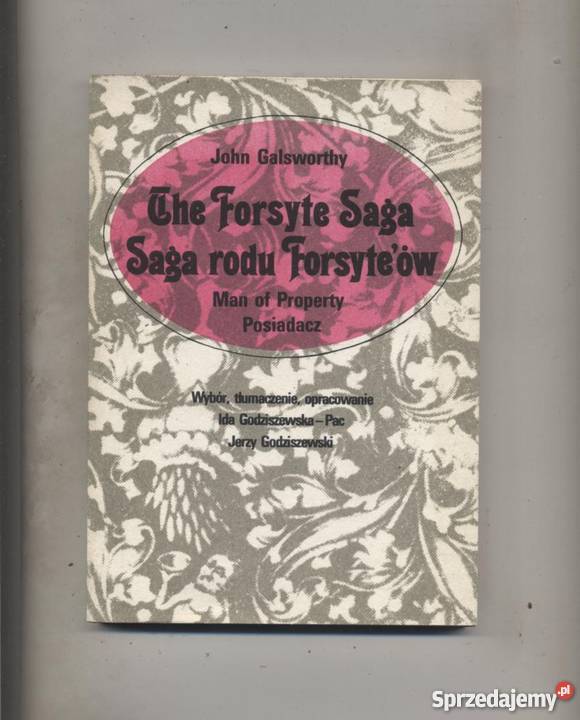 John Galsworthy
The Forsyte Saga
Saga rodu Forsyte'ów
Man of Property
Posiadacz
Wybór, tłumaczenie, opracowanie
Ida Godziszewska-Pac
Jerzy Godziszewski
Sprzedajemy.pl